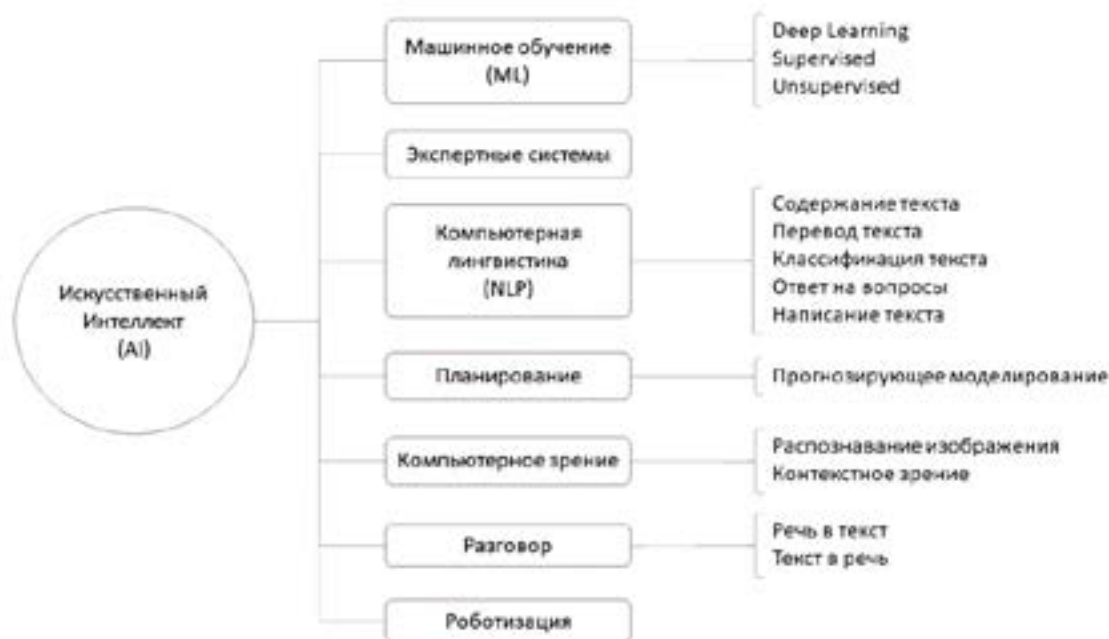 Искусственный
Интеллект
(AI)
Машинное обучение
(ML)
Deep Learning
Supervised
Unsupervised
Экспертные системы
Компьютерная
лингвистика
(NLP)
Содержание текста
Перевод текста
Классификация текста
Ответ на вопросы
Написание текста
Планирование
Прогнозирующее моделирование
Компьютерное зрение
Распознавание изображения
Контекстное зрение
Разговор
Речь в текст
Текст в речь
Роботизация